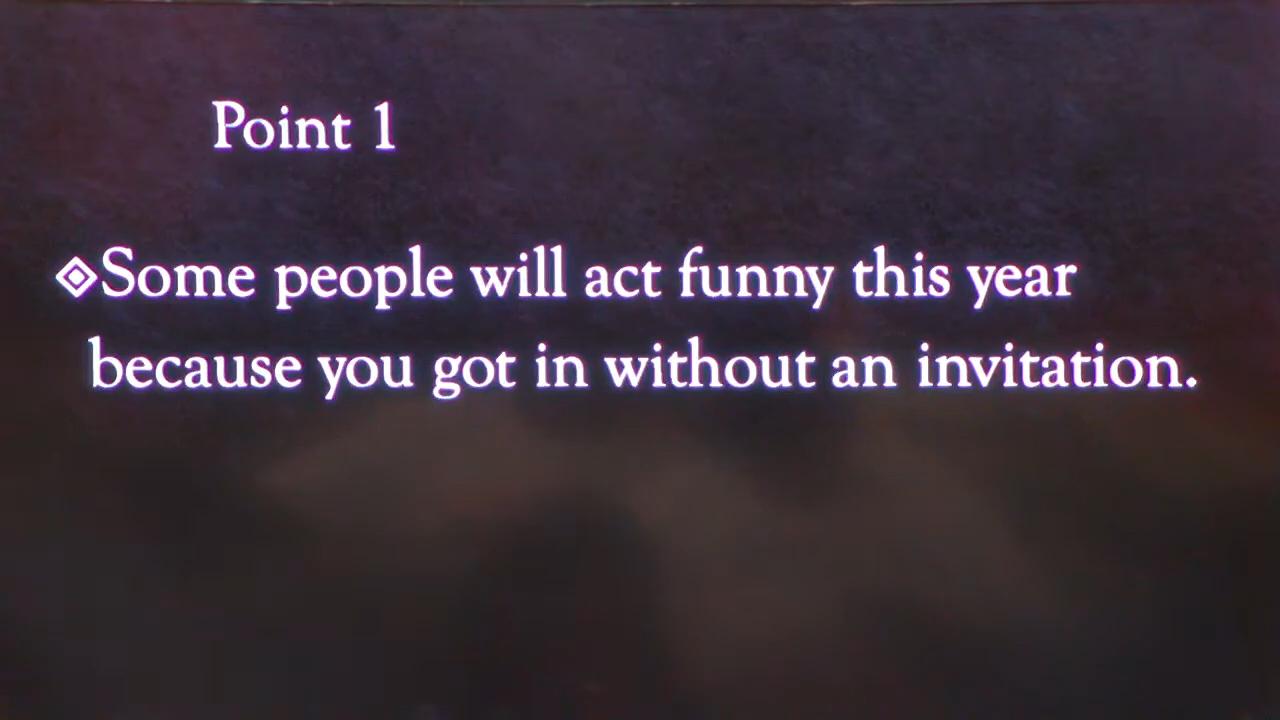 Point 1
Some people will act funny this year
because you got in without an invitation.